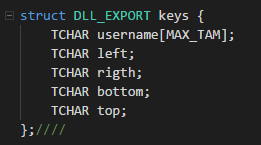 struct DLL_EXPORT keys {
TCHAR username[MAX_TAM];
TCHAR left;
TCHAR rigth;
TCHAR bottom;
TCHAR top;
};////